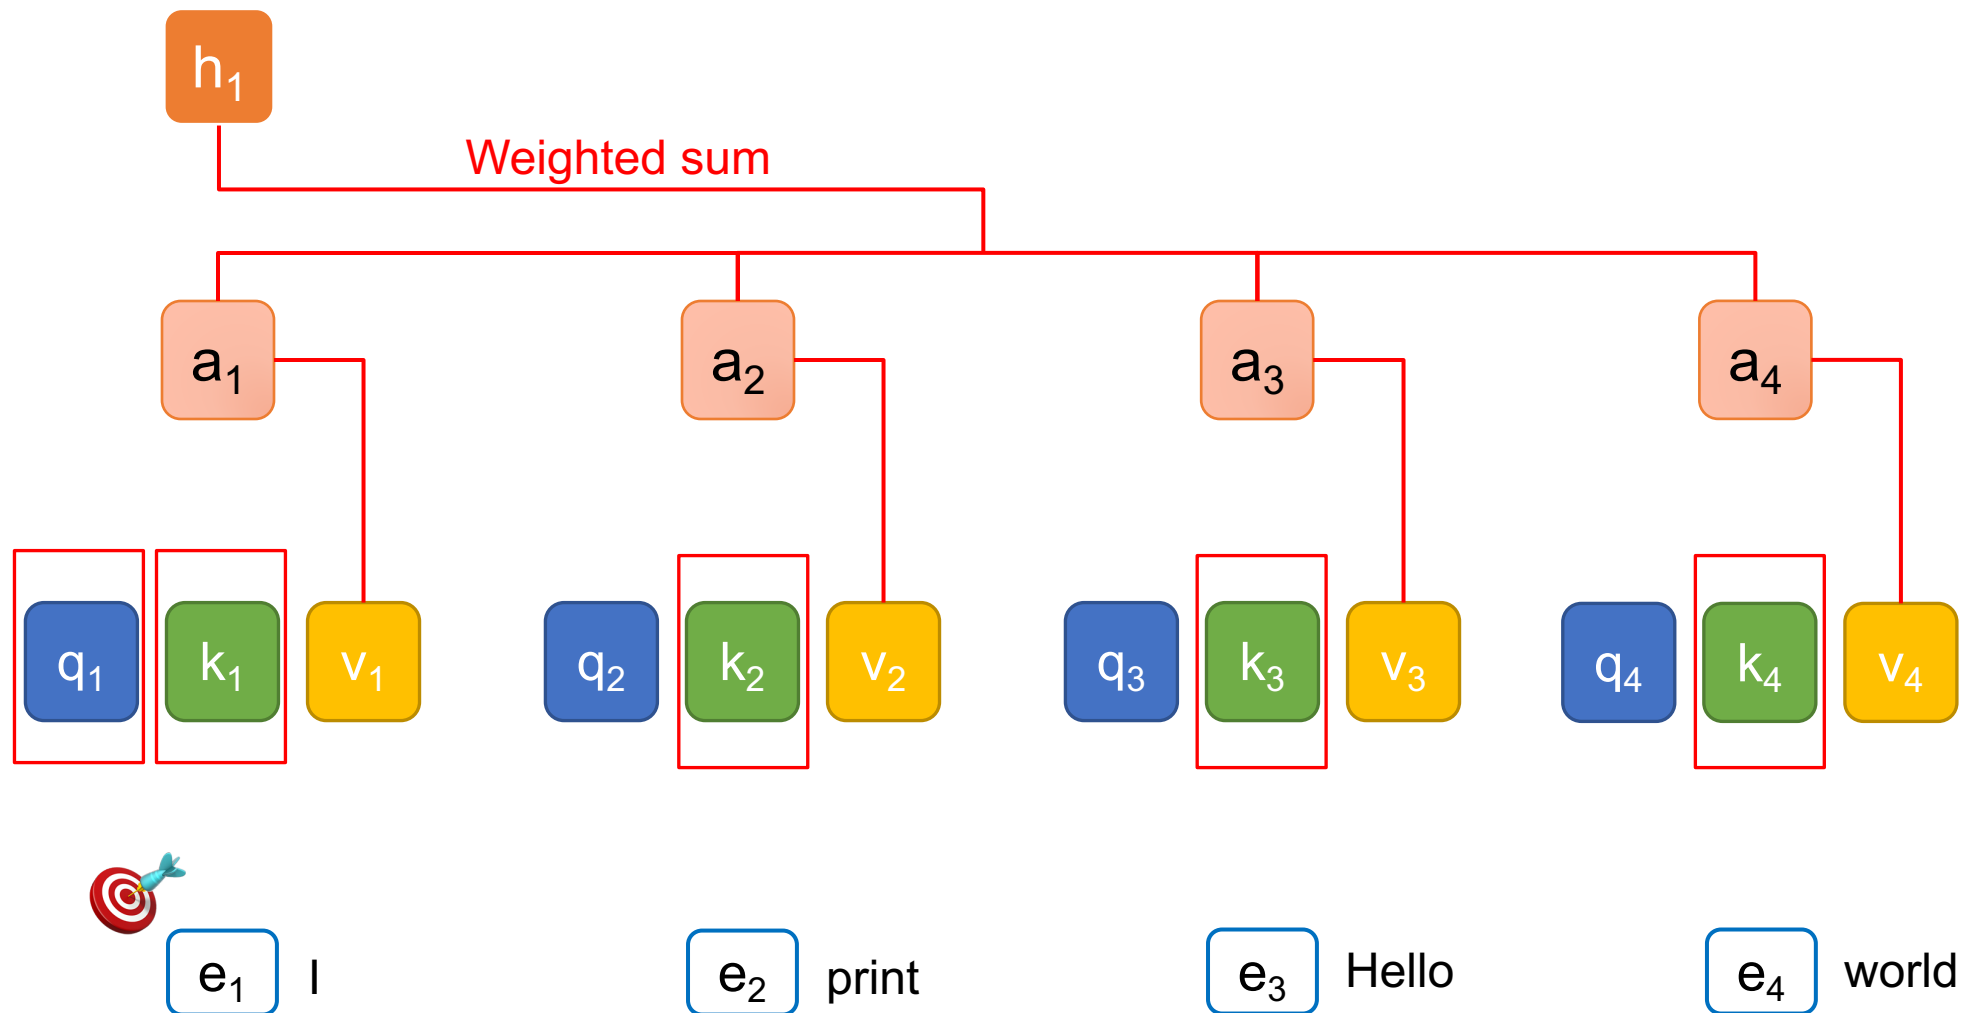 h₁
Weighted sum
a₁ a₂ a₃ a₄
q₁ k₁ v₁ q₂ k₂ v₂ q₃ k₃ v₃ q₄ k₄ v₄
e₁ I e₂ print e₃ Hello e₄ world